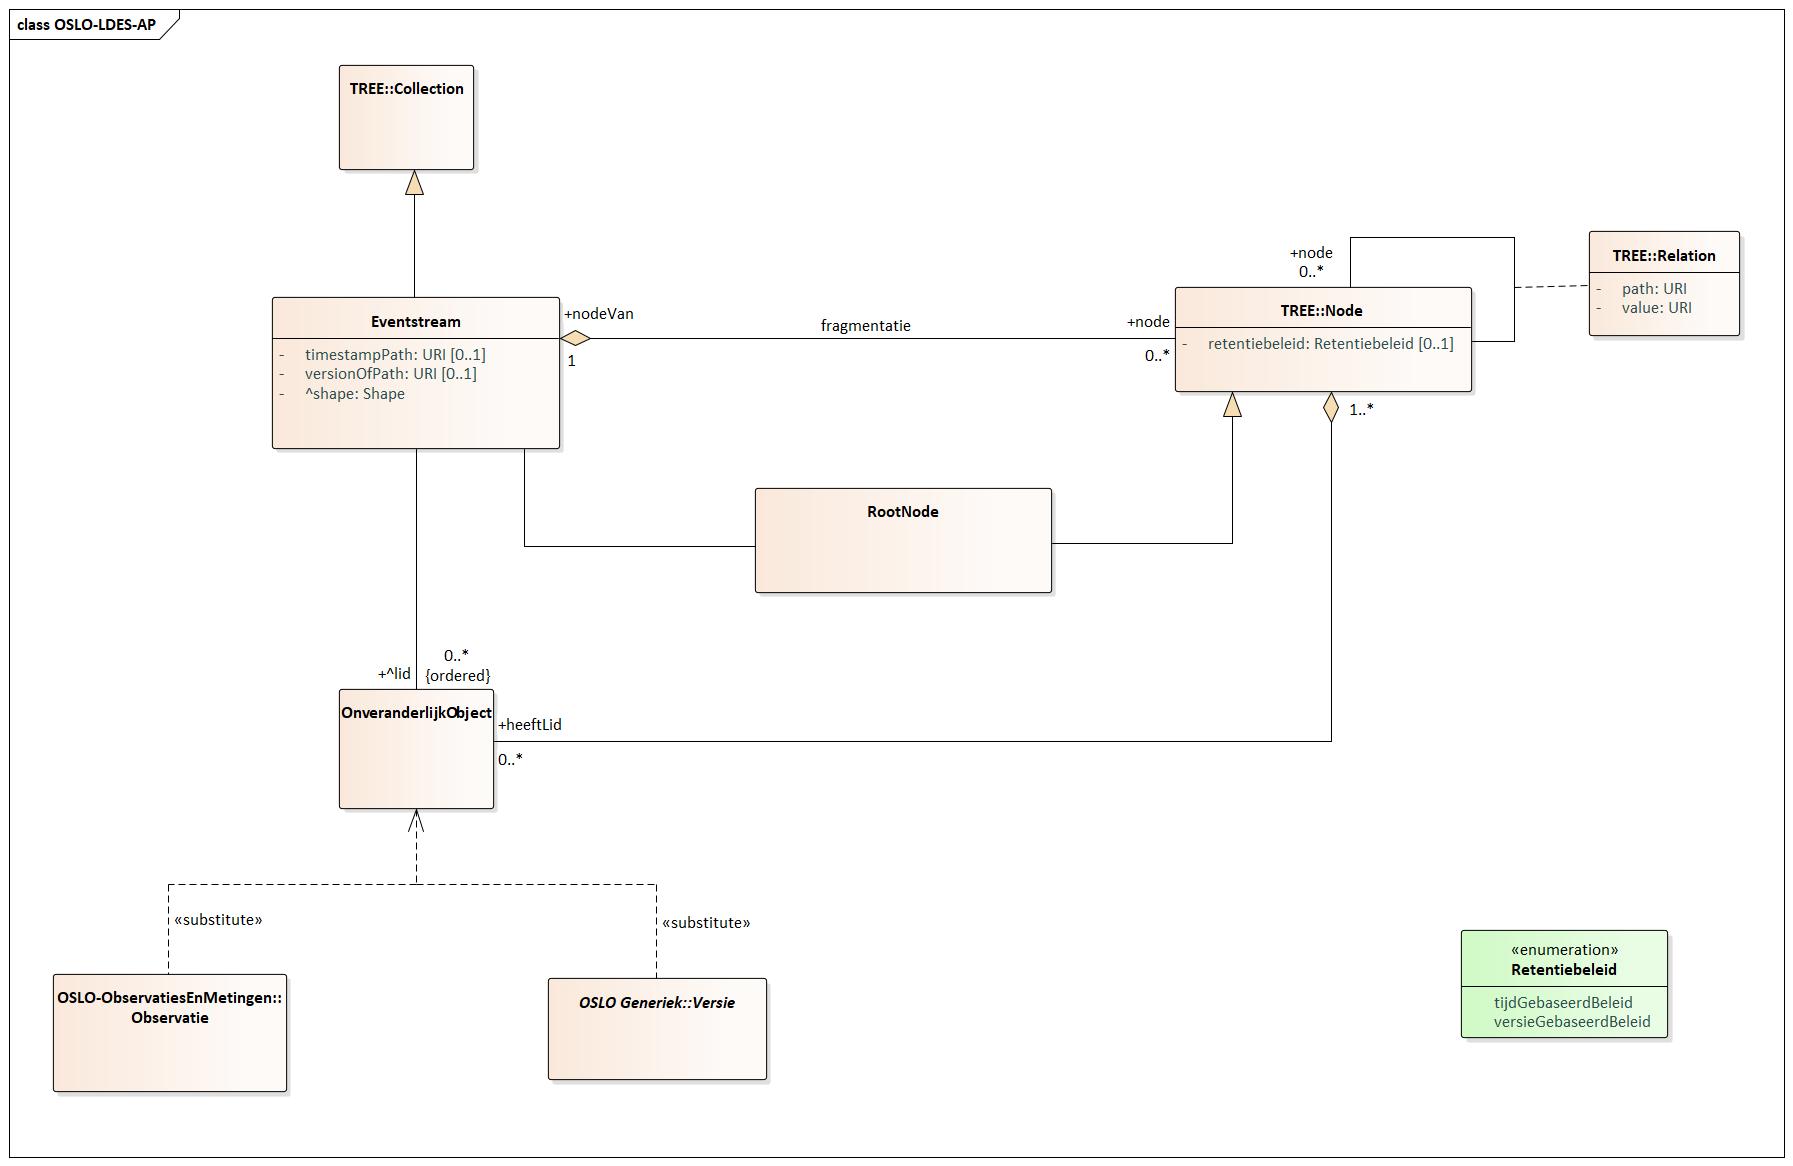 class OSLO-LDES-AP
TREE::Collection
Eventstream
- timestampPath: URI [0..1]
- versionOfPath: URI [0..1]
- ^shape: Shape
+nodeVan
1
fragmentatie
+node
0..*
+node
0..*
TREE::Node
- retentiebeleid: Retentiebeleid [0..1]
TREE::Relation
- path: URI
- value: URI
1..*
RootNode
0..*
+^lid {ordered}
OnveranderlijkObject
+heeftLid
0..*
«substitute»
«substitute»
OSLO-ObservatiesEnMetingen::
Observatie
OSLO Generiek::Versie
«enumeration»
Retentiebeleid
tijdGebaseerdBeleid
versieGebaseerdBeleid